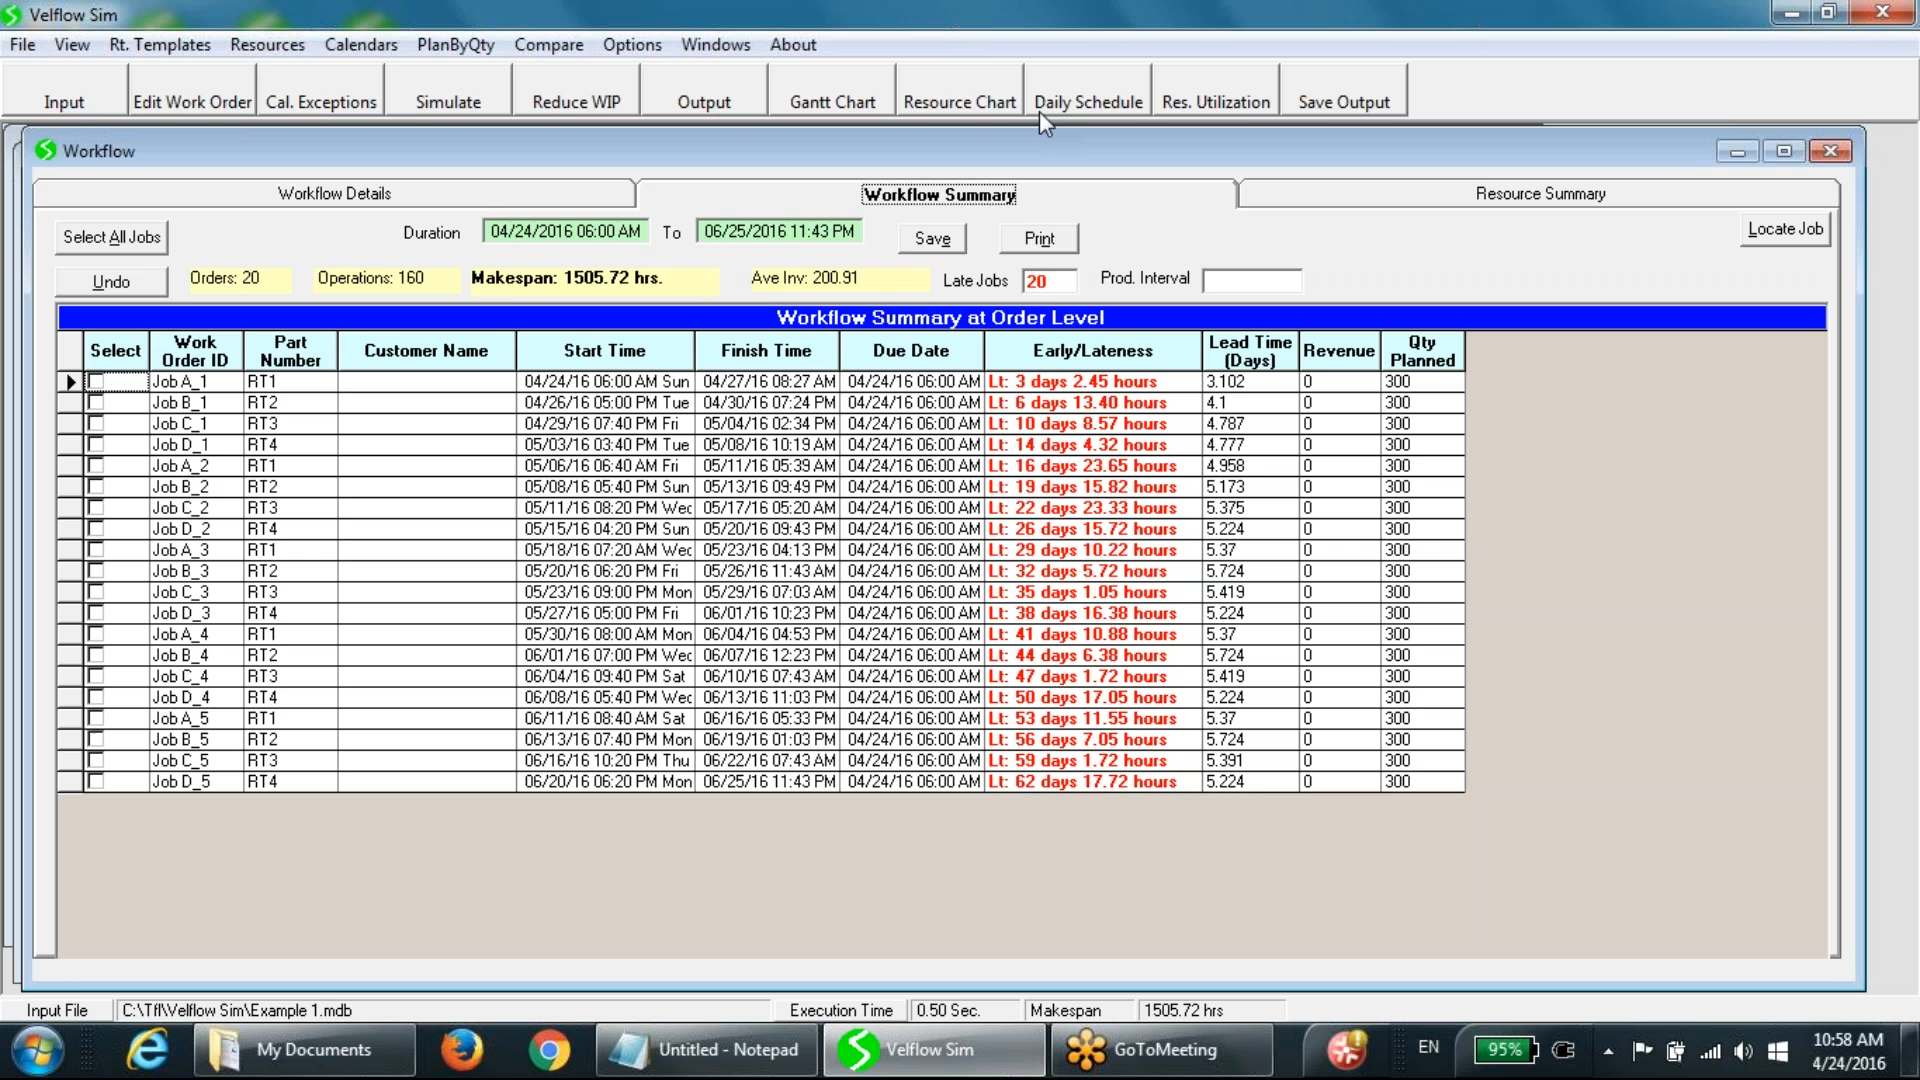 Velflow Sim
File View Rt. Templates Resources Calendars PlanByQty Compare Options Windows About
Input Edit Work Order Cal. Exceptions Simulate Reduce WIP Output Gantt Chart Resource Chart Daily Schedule Res. Utilization Save Output
Workflow
Workflow Details Workflow Summary Resource Summary
Select All Jobs Duration 04/24/2016 06:00 AM To 06/25/2016 11:43 PM Save Print Locate Job
Undo Orders: 20 Operations: 160 Makespan: 1505.72 hrs. Ave Inv: 200.91 Late Jobs 20 Prod. Interval
Workflow Summary at Order Level
Select Work Order ID Part Number Customer Name Start Time Finish Time Due Date Early/Lateness Lead Time (Days) Revenue Qty Planned
Job A_1 RT1 04/24/16 06:00 AM Sun 04/27/16 08:27 AM 04/24/16 06:00 AM Lt: 3 days 2.45 hours 3.102 0 300
Job B_1 RT2 04/26/16 05:00 PM Tue 04/30/16 07:24 PM 04/24/16 06:00 AM Lt: 6 days 13.40 hours 4.1 0 300
Job C_1 RT3 04/29/16 07:40 PM Fri 05/04/16 02:34 PM 04/24/16 06:00 AM Lt: 10 days 8.57 hours 4.787 0 300
Job D_1 RT4 05/03/16 03:40 PM Tue 05/08/16 10:19 AM 04/24/16 06:00 AM Lt: 14 days 4.32 hours 4.777 0 300
Job A_2 RT1 05/06/16 06:40 AM Fri 05/11/16 05:39 AM 04/24/16 06:00 AM Lt: 16 days 23.65 hours 4.958 0 300
Job B_2 RT2 05/08/16 05:40 PM Sun 05/13/16 09:49 PM 04/24/16 06:00 AM Lt: 19 days 15.82 hours 5.173 0 300
Job C_2 RT3 05/11/16 08:20 PM Wec 05/17/16 05:20 AM 04/24/16 06:00 AM Lt: 22 days 23.33 hours 5.375 0 300
Job D_2 RT4 05/15/16 04:20 PM Sun 05/20/16 09:43 PM 04/24/16 06:00 AM Lt: 26 days 15.72 hours 5.224 0 300
Job A_3 RT1 05/18/16 07:20 AM Wec 05/23/16 04:13 PM 04/24/16 06:00 AM Lt: 29 days 10.22 hours 5.37 0 300
Job B_3 RT2 05/20/16 06:20 PM Fri 05/26/16 11:43 AM 04/24/16 06:00 AM Lt: 32 days 5.72 hours 5.724 0 300
Job C_3 RT3 05/23/16 09:00 PM Mon 05/29/16 07:03 AM 04/24/16 06:00 AM Lt: 35 days 1.05 hours 5.419 0 300
Job D_3 RT4 05/27/16 05:00 PM Fri 06/01/16 10:23 PM 04/24/16 06:00 AM Lt: 38 days 16.38 hours 5.224 0 300
Job A_4 RT1 05/30/16 08:00 AM Mon 06/04/16 04:53 PM 04/24/16 06:00 AM Lt: 41 days 10.88 hours 5.37 0 300
Job B_4 RT2 06/01/16 07:00 PM Wec 06/07/16 12:23 PM 04/24/16 06:00 AM Lt: 44 days 6.38 hours 5.724 0 300
Job C_4 RT3 06/04/16 09:40 PM Sat 06/10/16 07:43 AM 04/24/16 06:00 AM Lt: 47 days 1.72 hours 5.419 0 300
Job D_4 RT4 06/08/16 05:40 PM Wec 06/13/16 11:03 PM 04/24/16 06:00 AM Lt: 50 days 17.05 hours 5.224 0 300
Job A_5 RT1 06/11/16 08:40 AM Sat 06/16/16 05:33 PM 04/24/16 06:00 AM Lt: 53 days 11.55 hours 5.37 0 300
Job B_5 RT2 06/13/16 07:40 PM Mon 06/19/16 01:03 PM 04/24/16 06:00 AM Lt: 56 days 7.05 hours 5.724 0 300
Job C_5 RT3 06/16/16 10:20 PM Thu 06/22/16 07:43 AM 04/24/16 06:00 AM Lt: 59 days 1.72 hours 5.391 0 300
Job D_5 RT4 06/20/16 06:20 PM Mon 06/25/16 11:43 PM 04/24/16 06:00 AM Lt: 62 days 17.72 hours 5.224 0 300
Input File C:\Tfl\Velflow Sim\Example 1.mdb Execution Time 0.50 Sec. Makespan 1505.72 hrs
My Documents Untitled - Notepad Velflow Sim GoToMeeting EN 95% 10:58 AM
4/24/2016